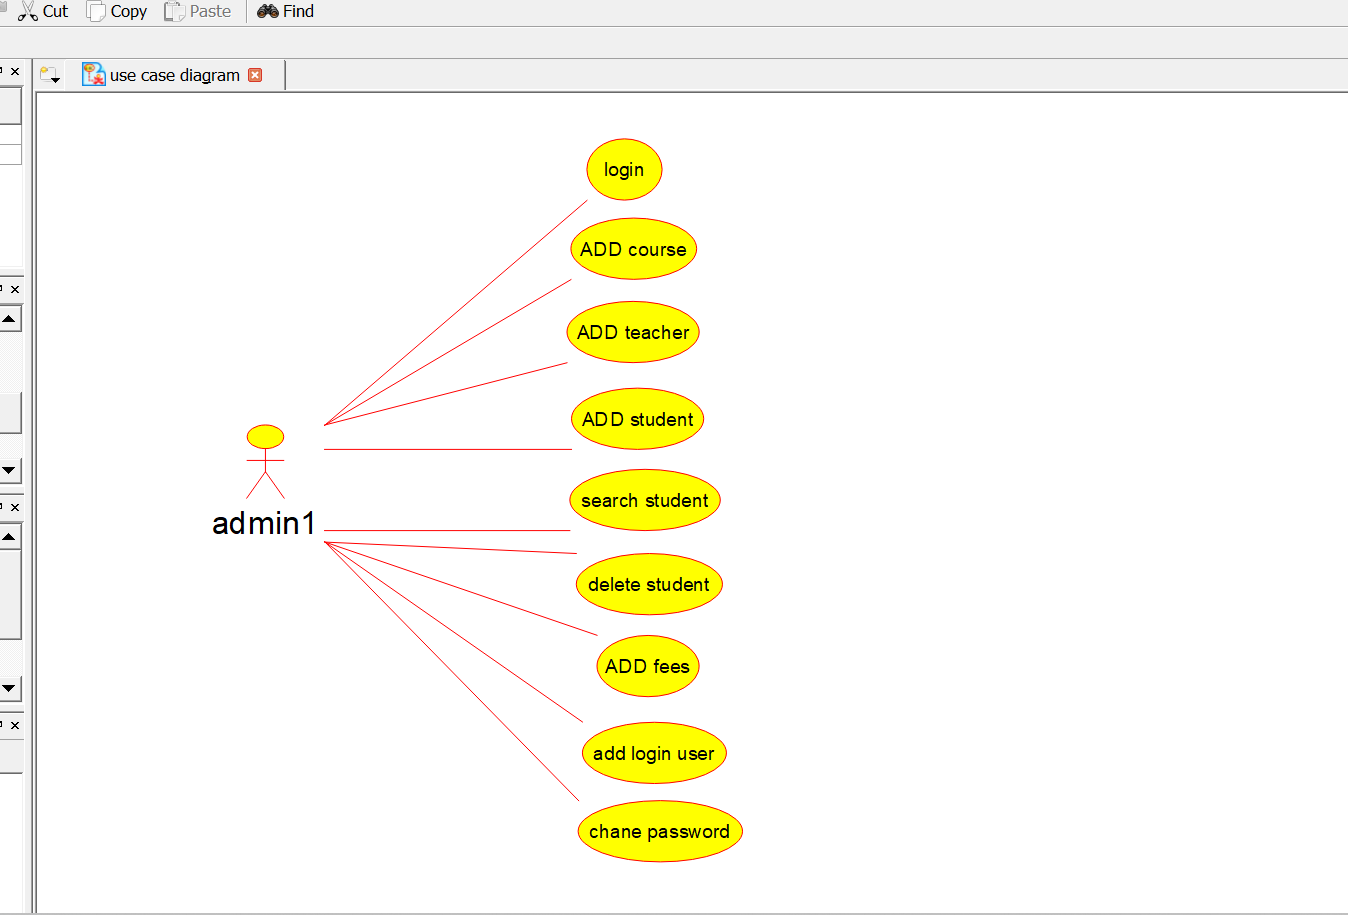 Cut Copy Paste Find
use case diagram
login
ADD course
ADD teacher
ADD student
search student
admin1
delete student
ADD fees
add login user
chane password